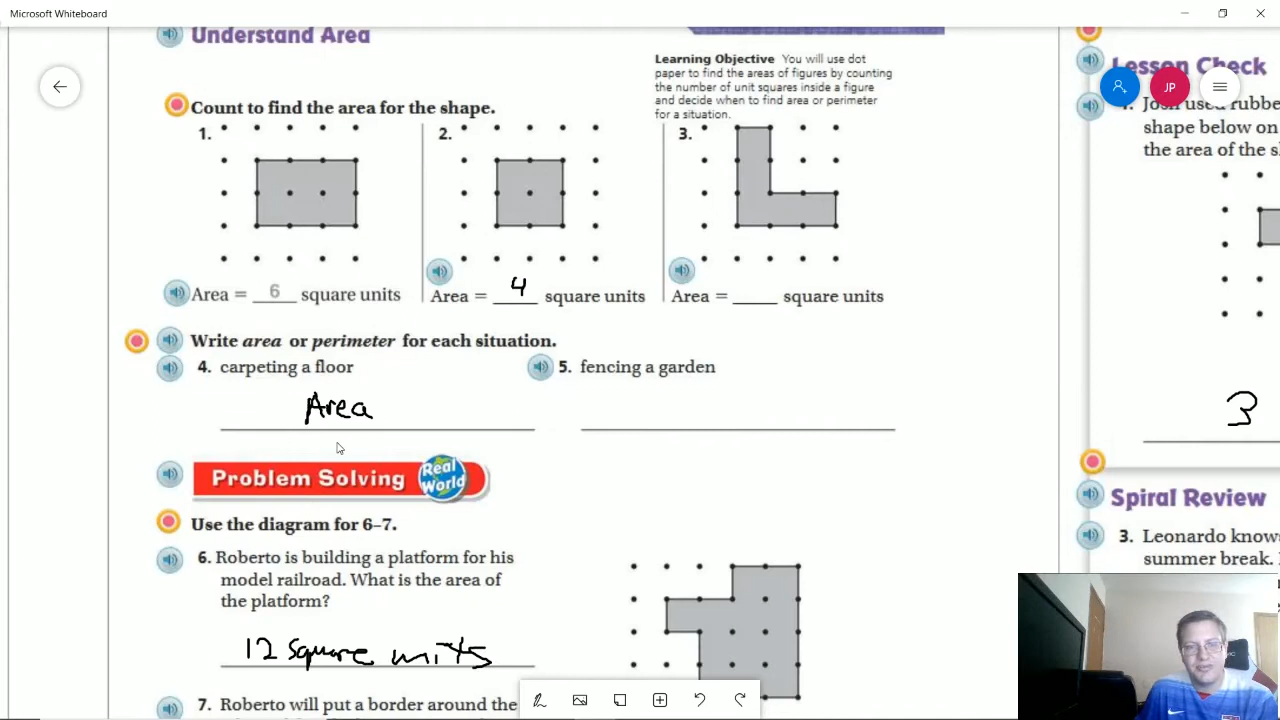 Microsoft Whiteboard
Understand Area
Learning Objective You will use dot
paper to find the areas of figures by counting
the number of unit squares inside a figure
and decide when to find area or perimeter
for a situation.
Count to find the area for the shape.
1.
2.
3.
Area = 6 square units
Area = 4 square units
Area = ____ square units
Write area or perimeter for each situation.
4. carpeting a floor
5. fencing a garden
Area
Problem Solving Real World
Use the diagram for 6–7.
6. Roberto is building a platform for his
model railroad. What is the area of
the platform?
12 square units
7. Roberto will put a border around the
JP
Lesson Check
shape below on
the area of the
3
Spiral Review
3. Leonardo knows
summer break.